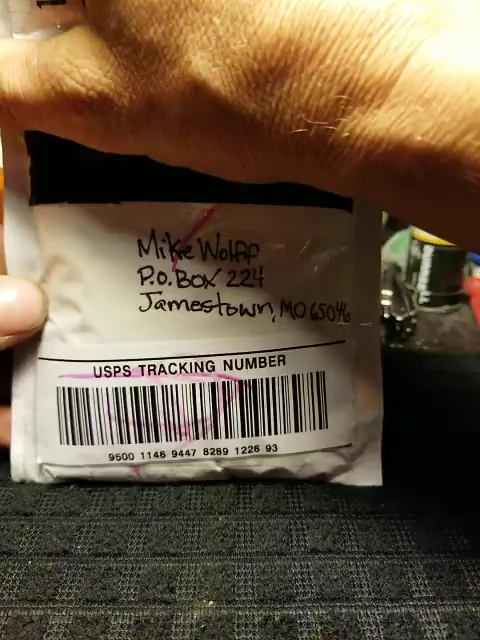 Mike Wolff
P.O. Box 224
Jamestown, MO 65046
USPS TRACKING NUMBER
9500 1146 9447 8289 1226 93